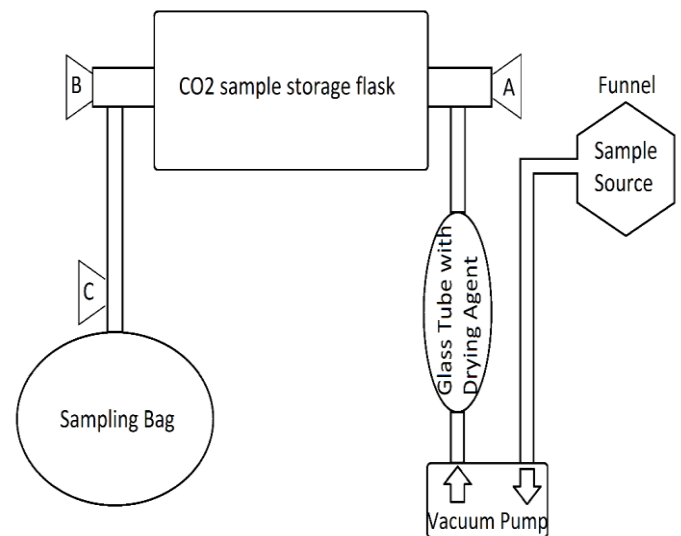 B
CO2 sample storage flask
A
Funnel
Sample
Source
C
Glass Tube with
Drying Agent
Sampling Bag
Vacuum Pump